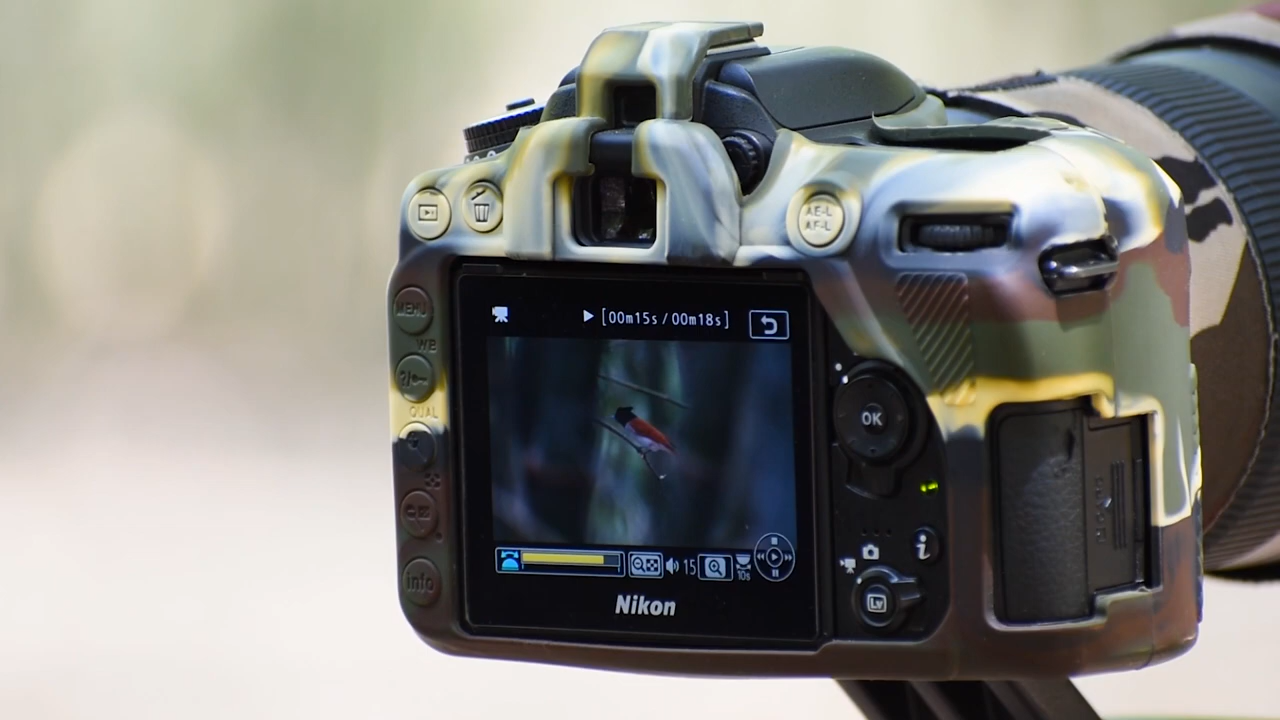 AE-L
AF-L
MENU
[00m15s/00m18s]
WB
?/
QUAL
OK
15
10s
i
info
Lv
Nikon